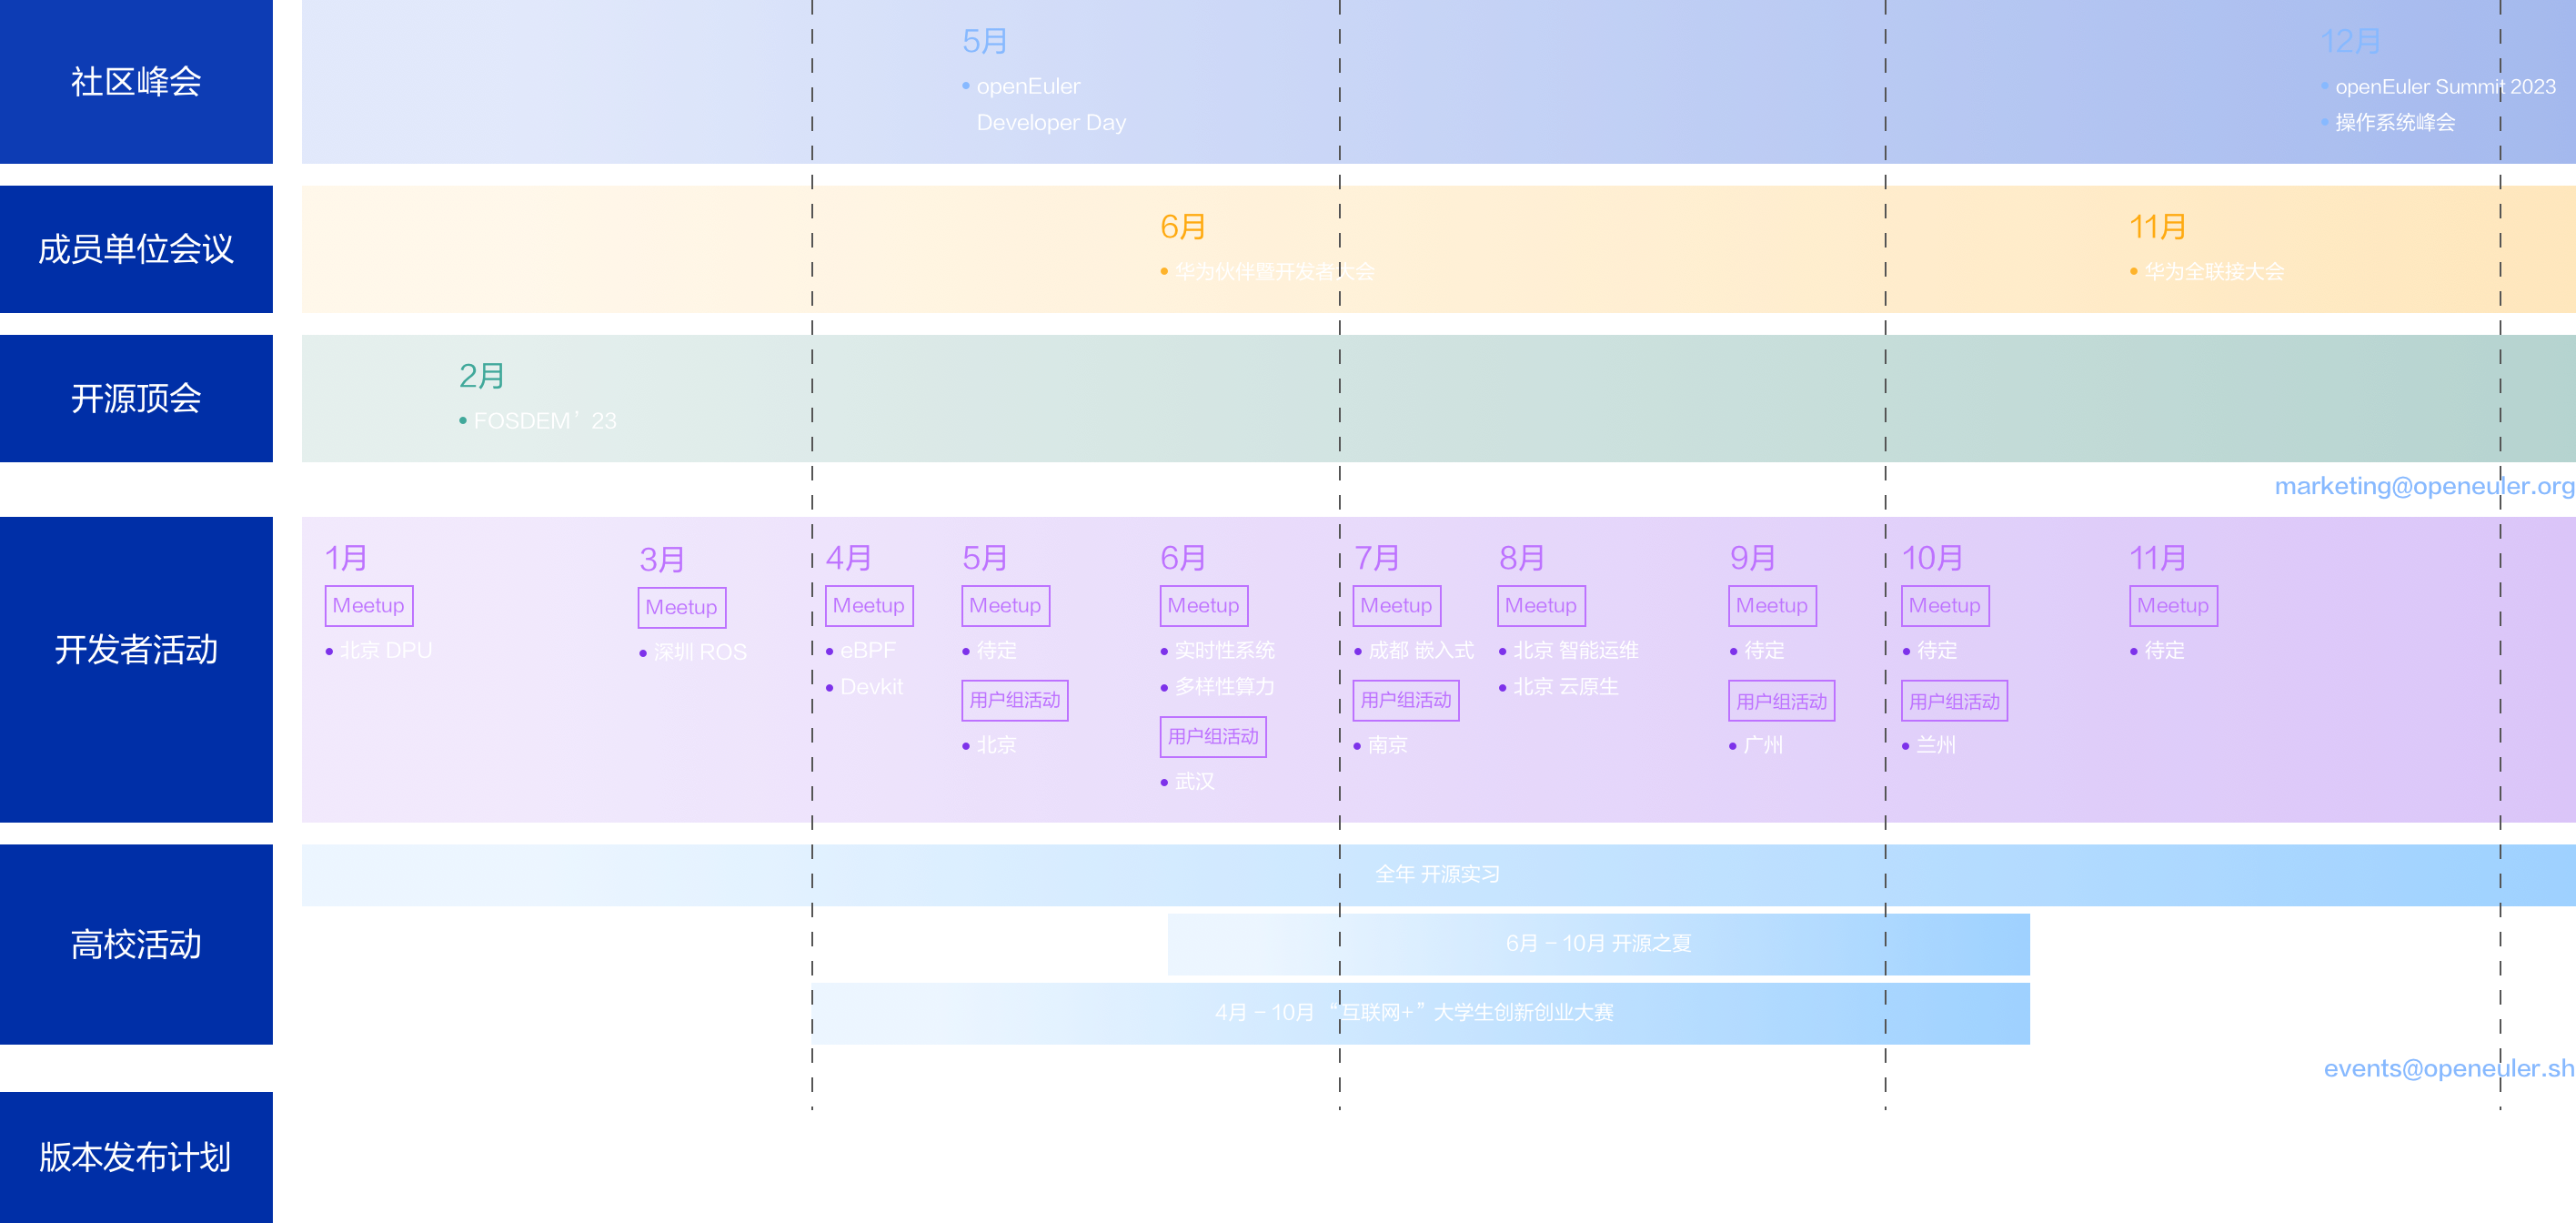 社区峰会
5月
• openEuler
Developer Day
12月
• openEuler Summit 2023
• 操作系统峰会
成员单位会议
6月
• 华为伙伴暨开发者大会
11月
• 华为全联接大会
开源顶会
2月
• FOSDEM’23
marketing@openeuler.org
开发者活动
1月
Meetup
• 北京 DPU
3月
Meetup
• 深圳 ROS
4月
Meetup
• eBPF
• Devkit
5月
Meetup
• 待定
用户组活动
• 北京
6月
Meetup
• 实时性系统
• 多样性算力
用户组活动
• 武汉
7月
Meetup
• 成都 嵌入式
用户组活动
• 南京
8月
Meetup
• 北京 智能运维
• 北京 云原生
9月
Meetup
• 待定
用户组活动
• 广州
10月
Meetup
• 待定
用户组活动
• 兰州
11月
Meetup
• 待定
高校活动
全年 开源实习
6月 – 10月 开源之夏
4月 – 10月 “互联网+”大学生创新创业大赛
events@openeuler.sh
版本发布计划